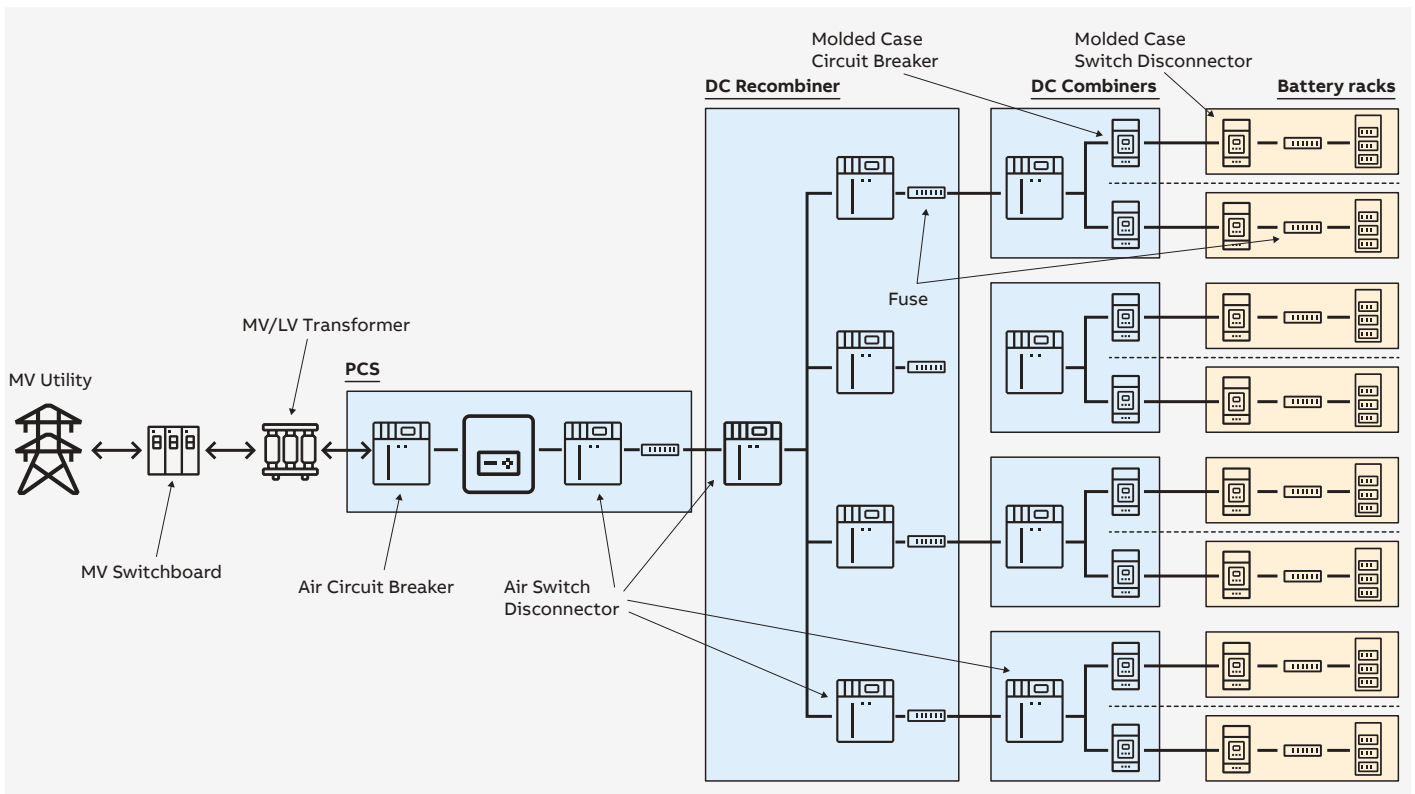 Molded Case
Circuit Breaker
Molded Case
Switch Disconnector
DC Recombiner
DC Combiners
Battery racks
Fuse
MV/LV Transformer
PCS
MV Utility
MV Switchboard
Air Circuit Breaker
Air Switch
Disconnector